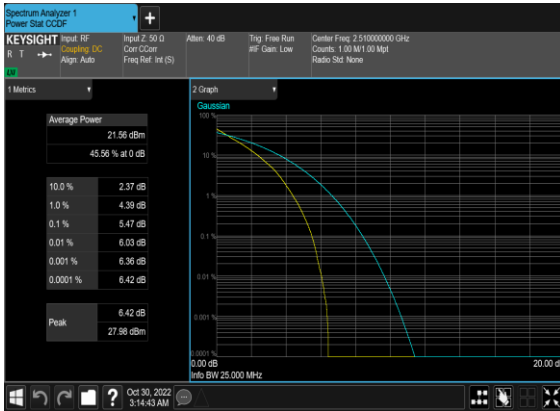 Spectrum Analyzer 1
Power Stat CCDF
KEYSIGHT
R T
Input: RF
Coupling: DC
Align: Auto
Input Z: 50 Ω
Corr CCorr
Freq Ref: Int (S)
Atten: 40 dB
Trig: Free Run
#IF Gain: Low
Center Freq: 2.510000000 GHz
Counts: 1.00 M/1.00 Mpt
Radio Std: None
1 Metrics
Average Power
21.56 dBm
45.56 % at 0 dB
10.0 % 2.37 dB
1.0 % 4.39 dB
0.1 % 5.47 dB
0.01 % 6.03 dB
0.001 % 6.36 dB
0.0001 % 6.42 dB
Peak
6.42 dB
27.98 dBm
2 Graph
Gaussian
100 %
10 %
1 %
0.1 %
0.01 %
0.001 %
0.0001 %
0.00 dB
20.00 d
Info BW 25.000 MHz
Oct 30, 2022
3:14:43 AM